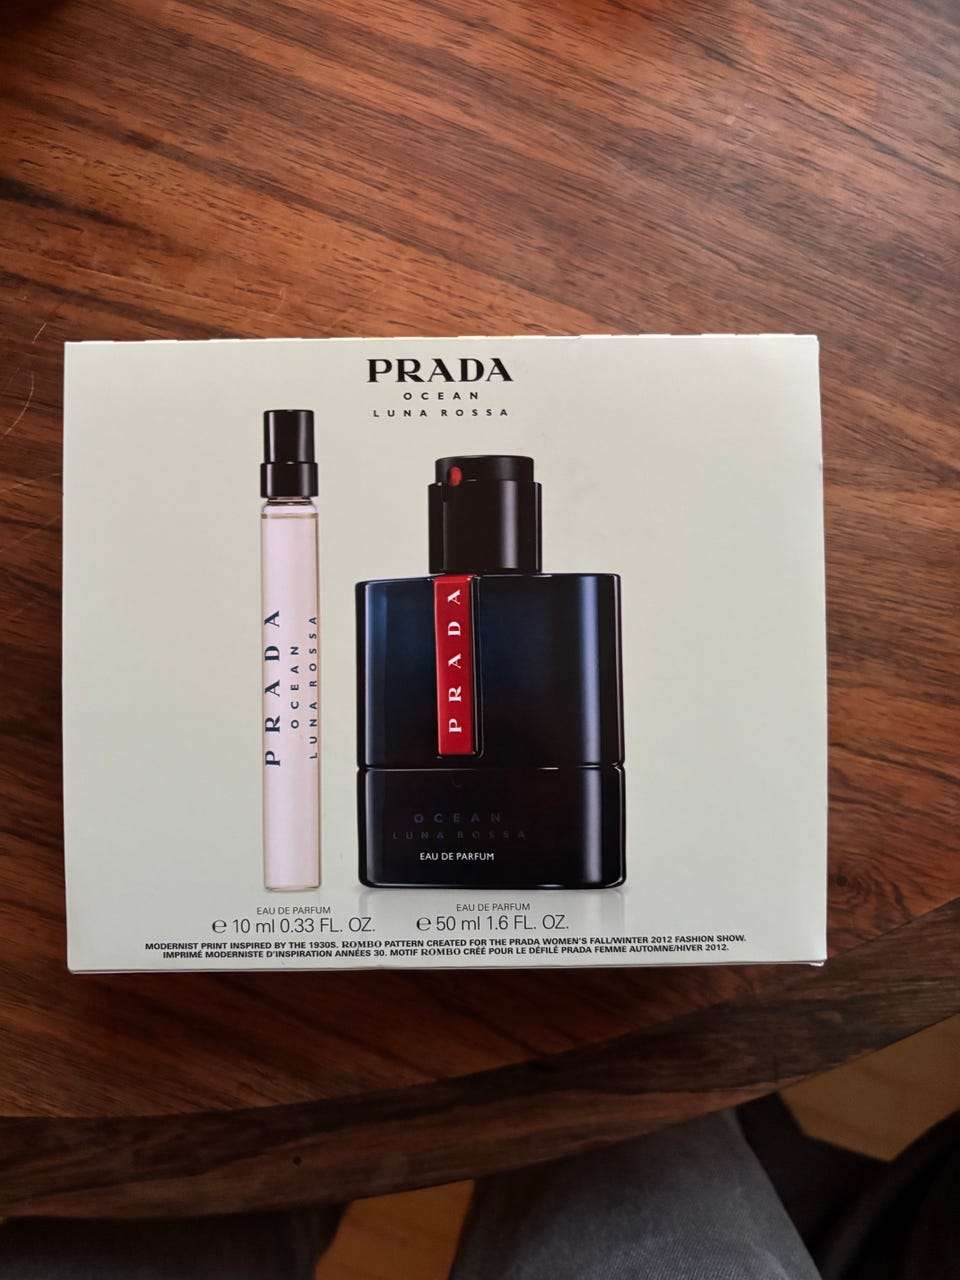 PRADA
OCEAN
LUNA ROSSA
PRADA
OCEAN
LUNA ROSSA
PRADA
OCEAN
LUNA ROSSA
EAU DE PARFUM
EAU DE PARFUM
℮ 10 ml 0.33 FL. OZ.
EAU DE PARFUM
℮ 50 ml 1.6 FL. OZ.
MODERNIST PRINT INSPIRED BY THE 1930S. ROMBO PATTERN CREATED FOR THE PRADA WOMEN'S FALL/WINTER 2012 FASHION SHOW.
IMPRIMÉ MODERNISTE D'INSPIRATION ANNÉES 30. MOTIF ROMBO CRÉÉ POUR LE DÉFILÉ PRADA FEMME AUTOMNE/HIVER 2012.